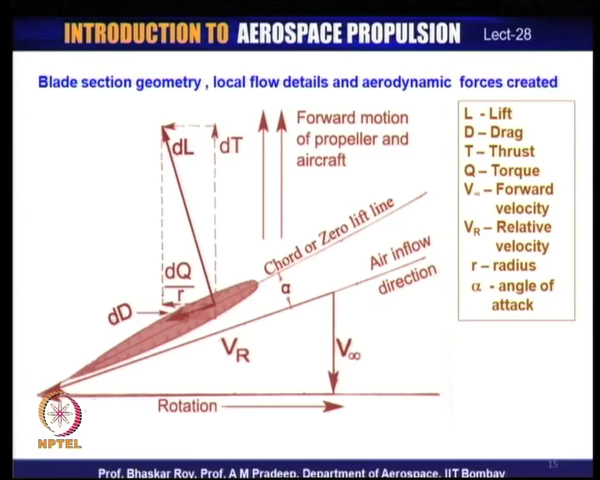 INTRODUCTION TO AEROSPACE PROPULSION Lect-28
Blade section geometry , local flow details and aerodynamic forces created
dL
dT
Forward motion
of propeller and
aircraft
L - Lift
D – Drag
T – Thrust
Q – Torque
V∞ – Forward
velocity
VR – Relative
velocity
r – radius
α - angle of
attack
Chord or Zero lift line
Air inflow
direction
dQ
r
α
dD
VR
V∞
Rotation
NPTEL
15
Prof. Bhaskar Roy, Prof. A M Pradeep, Department of Aerospace, IIT Bombay